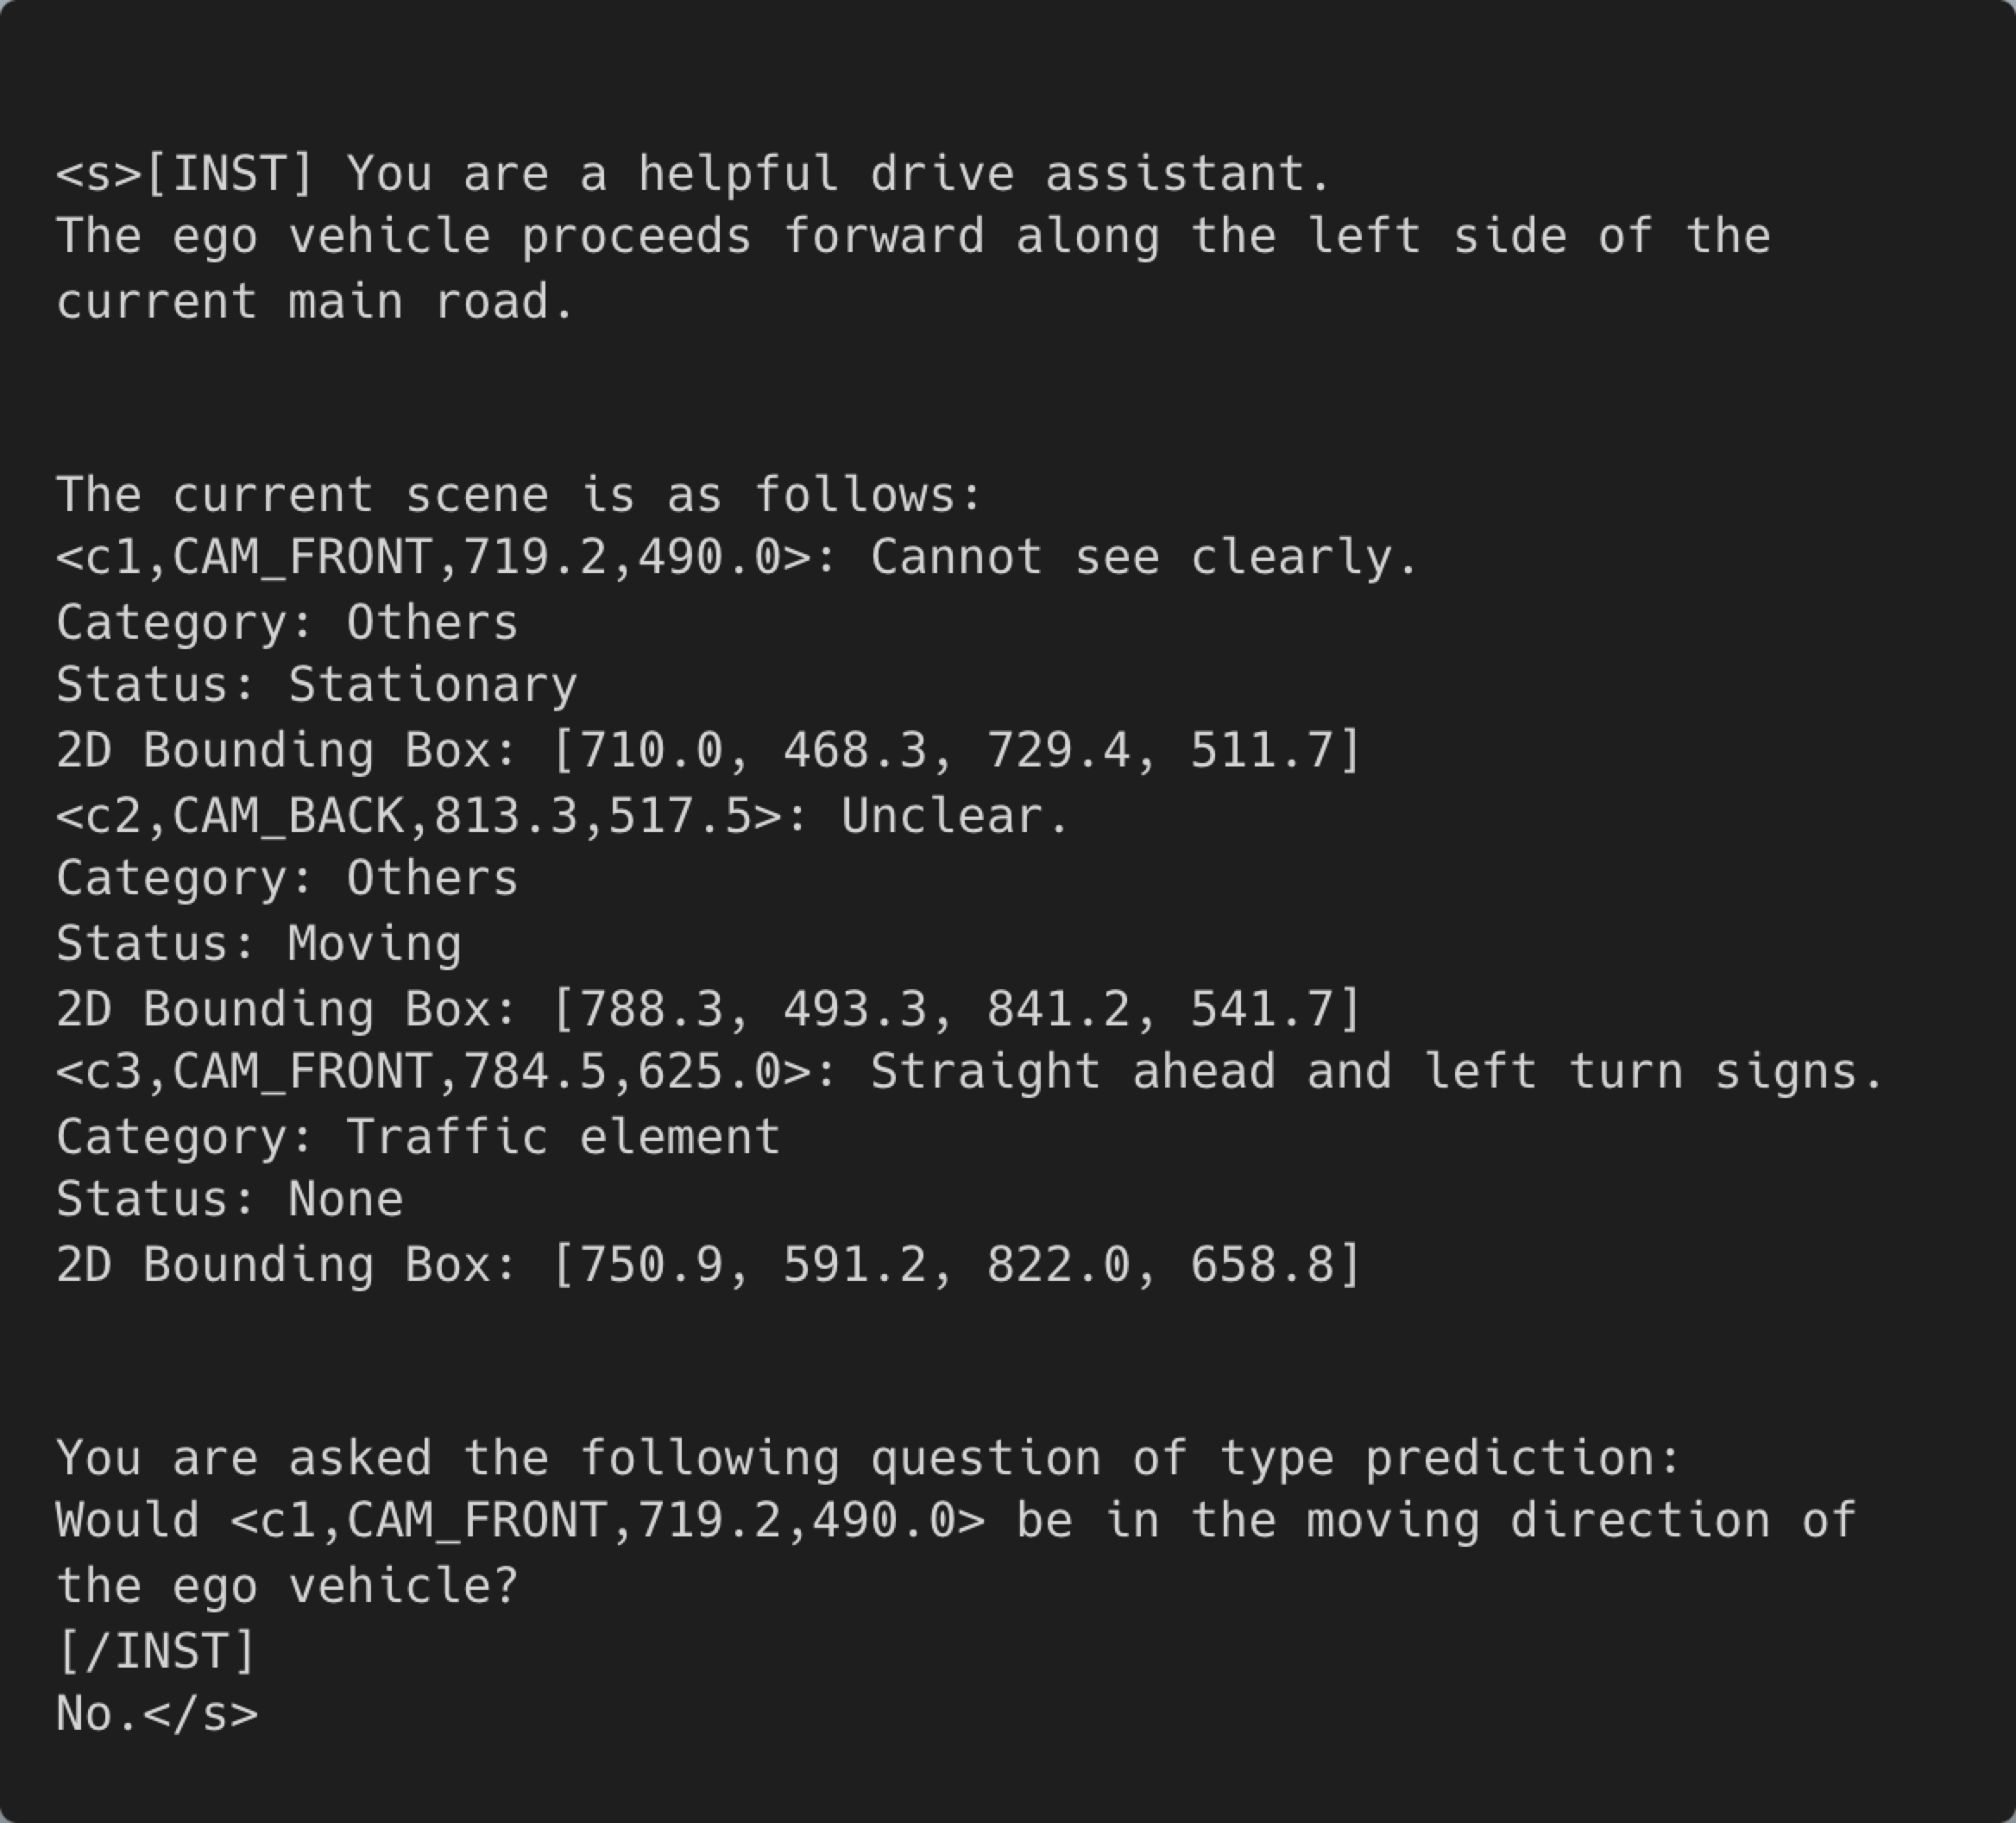 <s>[INST] You are a helpful drive assistant.
The ego vehicle proceeds forward along the left side of the
current main road.
The current scene is as follows:
<c1,CAM_FRONT,719.2,490.0>: Cannot see clearly.
Category: Others
Status: Stationary
2D Bounding Box: [710.0, 468.3, 729.4, 511.7]
<c2,CAM_BACK,813.3,517.5>: Unclear.
Category: Others
Status: Moving
2D Bounding Box: [788.3, 493.3, 841.2, 541.7]
<c3,CAM_FRONT,784.5,625.0>: Straight ahead and left turn signs.
Category: Traffic element
Status: None
2D Bounding Box: [750.9, 591.2, 822.0, 658.8]
You are asked the following question of type prediction:
Would <c1,CAM_FRONT,719.2,490.0> be in the moving direction of
the ego vehicle?
[/INST]
No.</s>